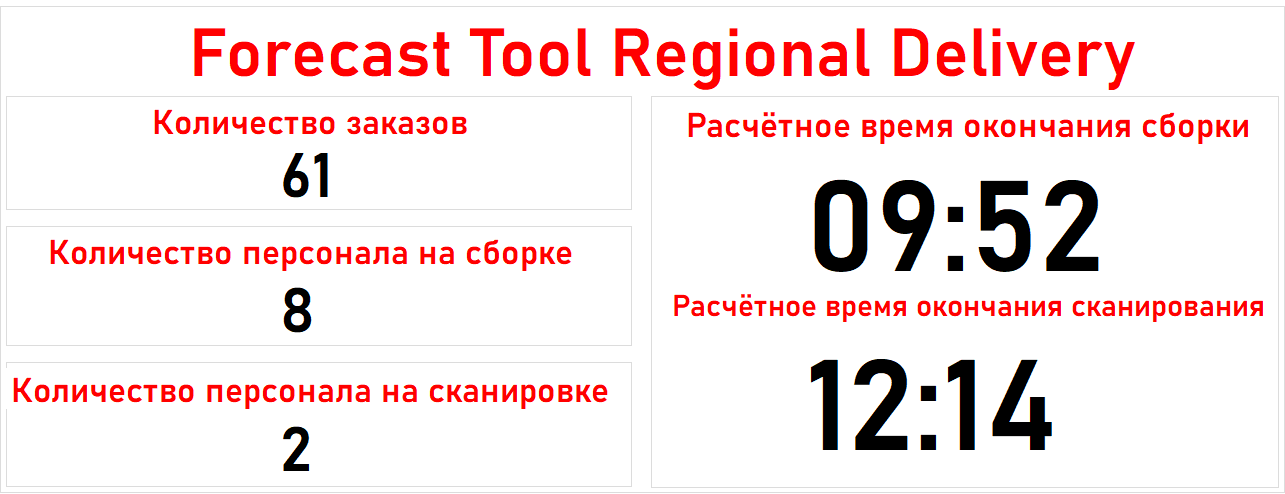 Forecast Tool Regional Delivery
Количество заказов
61
Количество персонала на сборке
8
Количество персонала на сканировке
2
Расчётное время окончания сборки
09:52
Расчётное время окончания сканирования
12:14